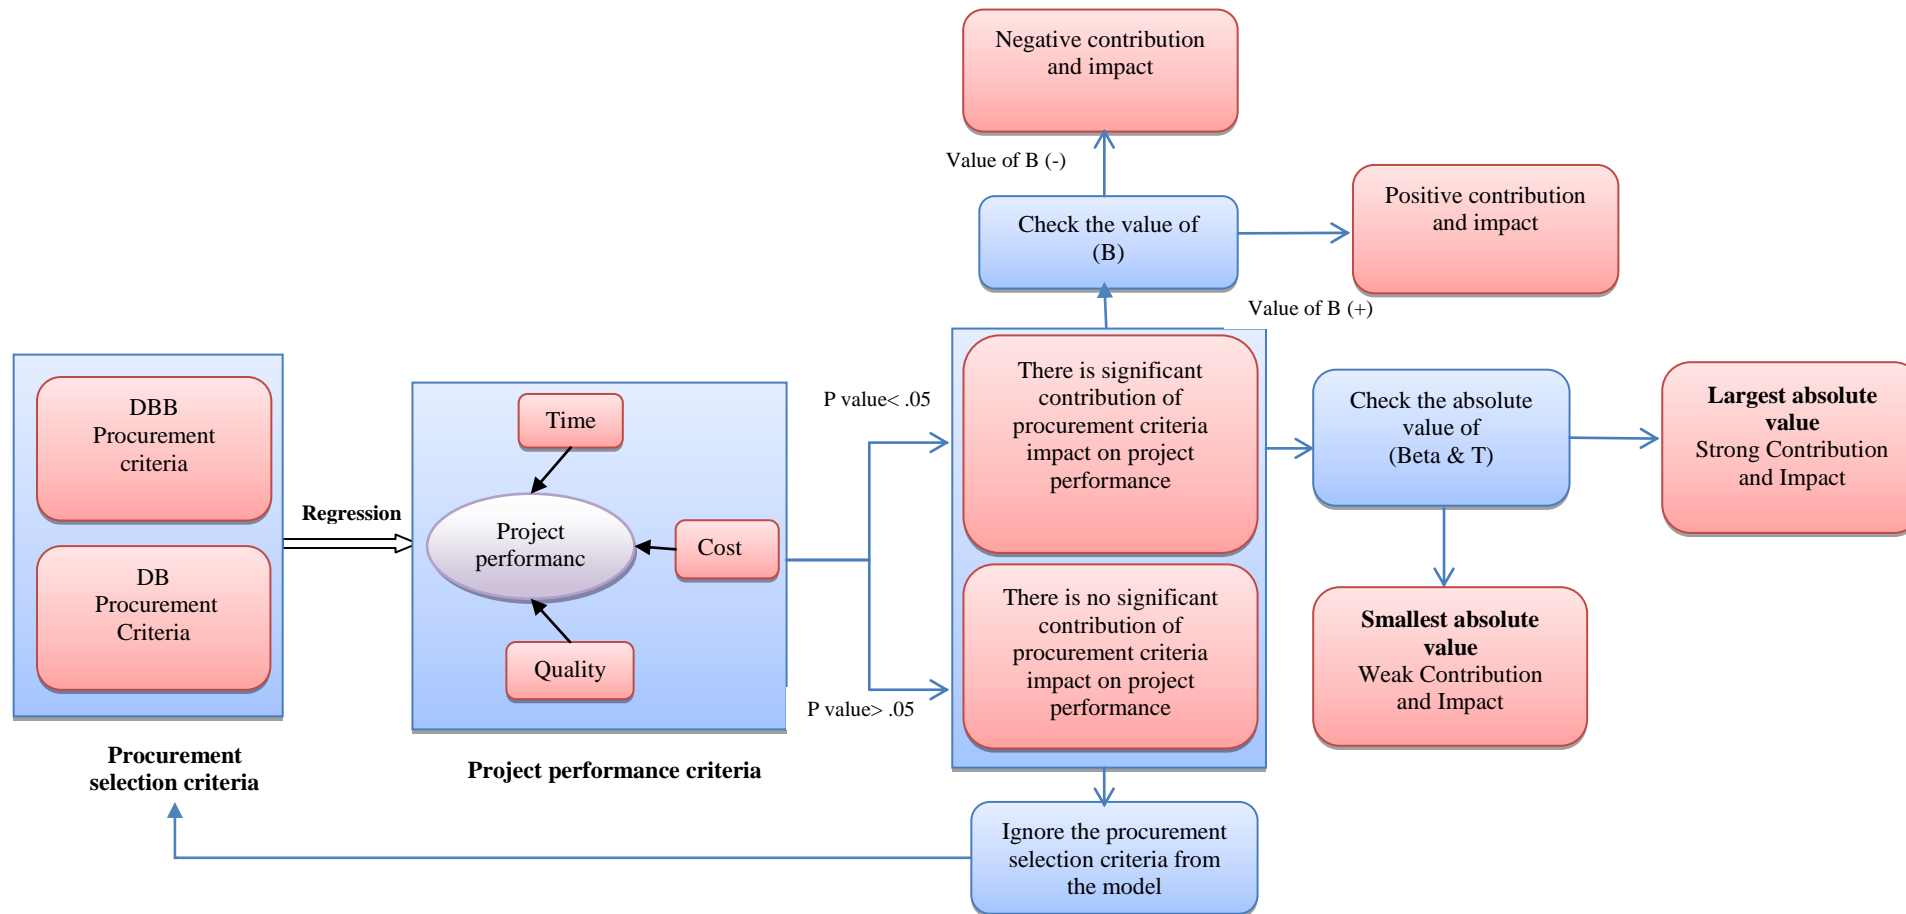 Negative contribution
and impact
Value of B (-)
Positive contribution
and impact
Check the value of
(B)
Value of B (+)
DBB
Procurement
criteria
DB
Procurement
Criteria
Procurement
selection criteria
Regression
Time
Project
performanc
Cost
Quality
Project performance criteria
P value< .05
P value> .05
There is significant
contribution of
procurement criteria
impact on project
performance
There is no significant
contribution of
procurement criteria
impact on project
performance
Check the absolute
value of
(Beta & T)
Largest absolute
value
Strong Contribution
and Impact
Smallest absolute
value
Weak Contribution
and Impact
Ignore the procurement
selection criteria from
the model